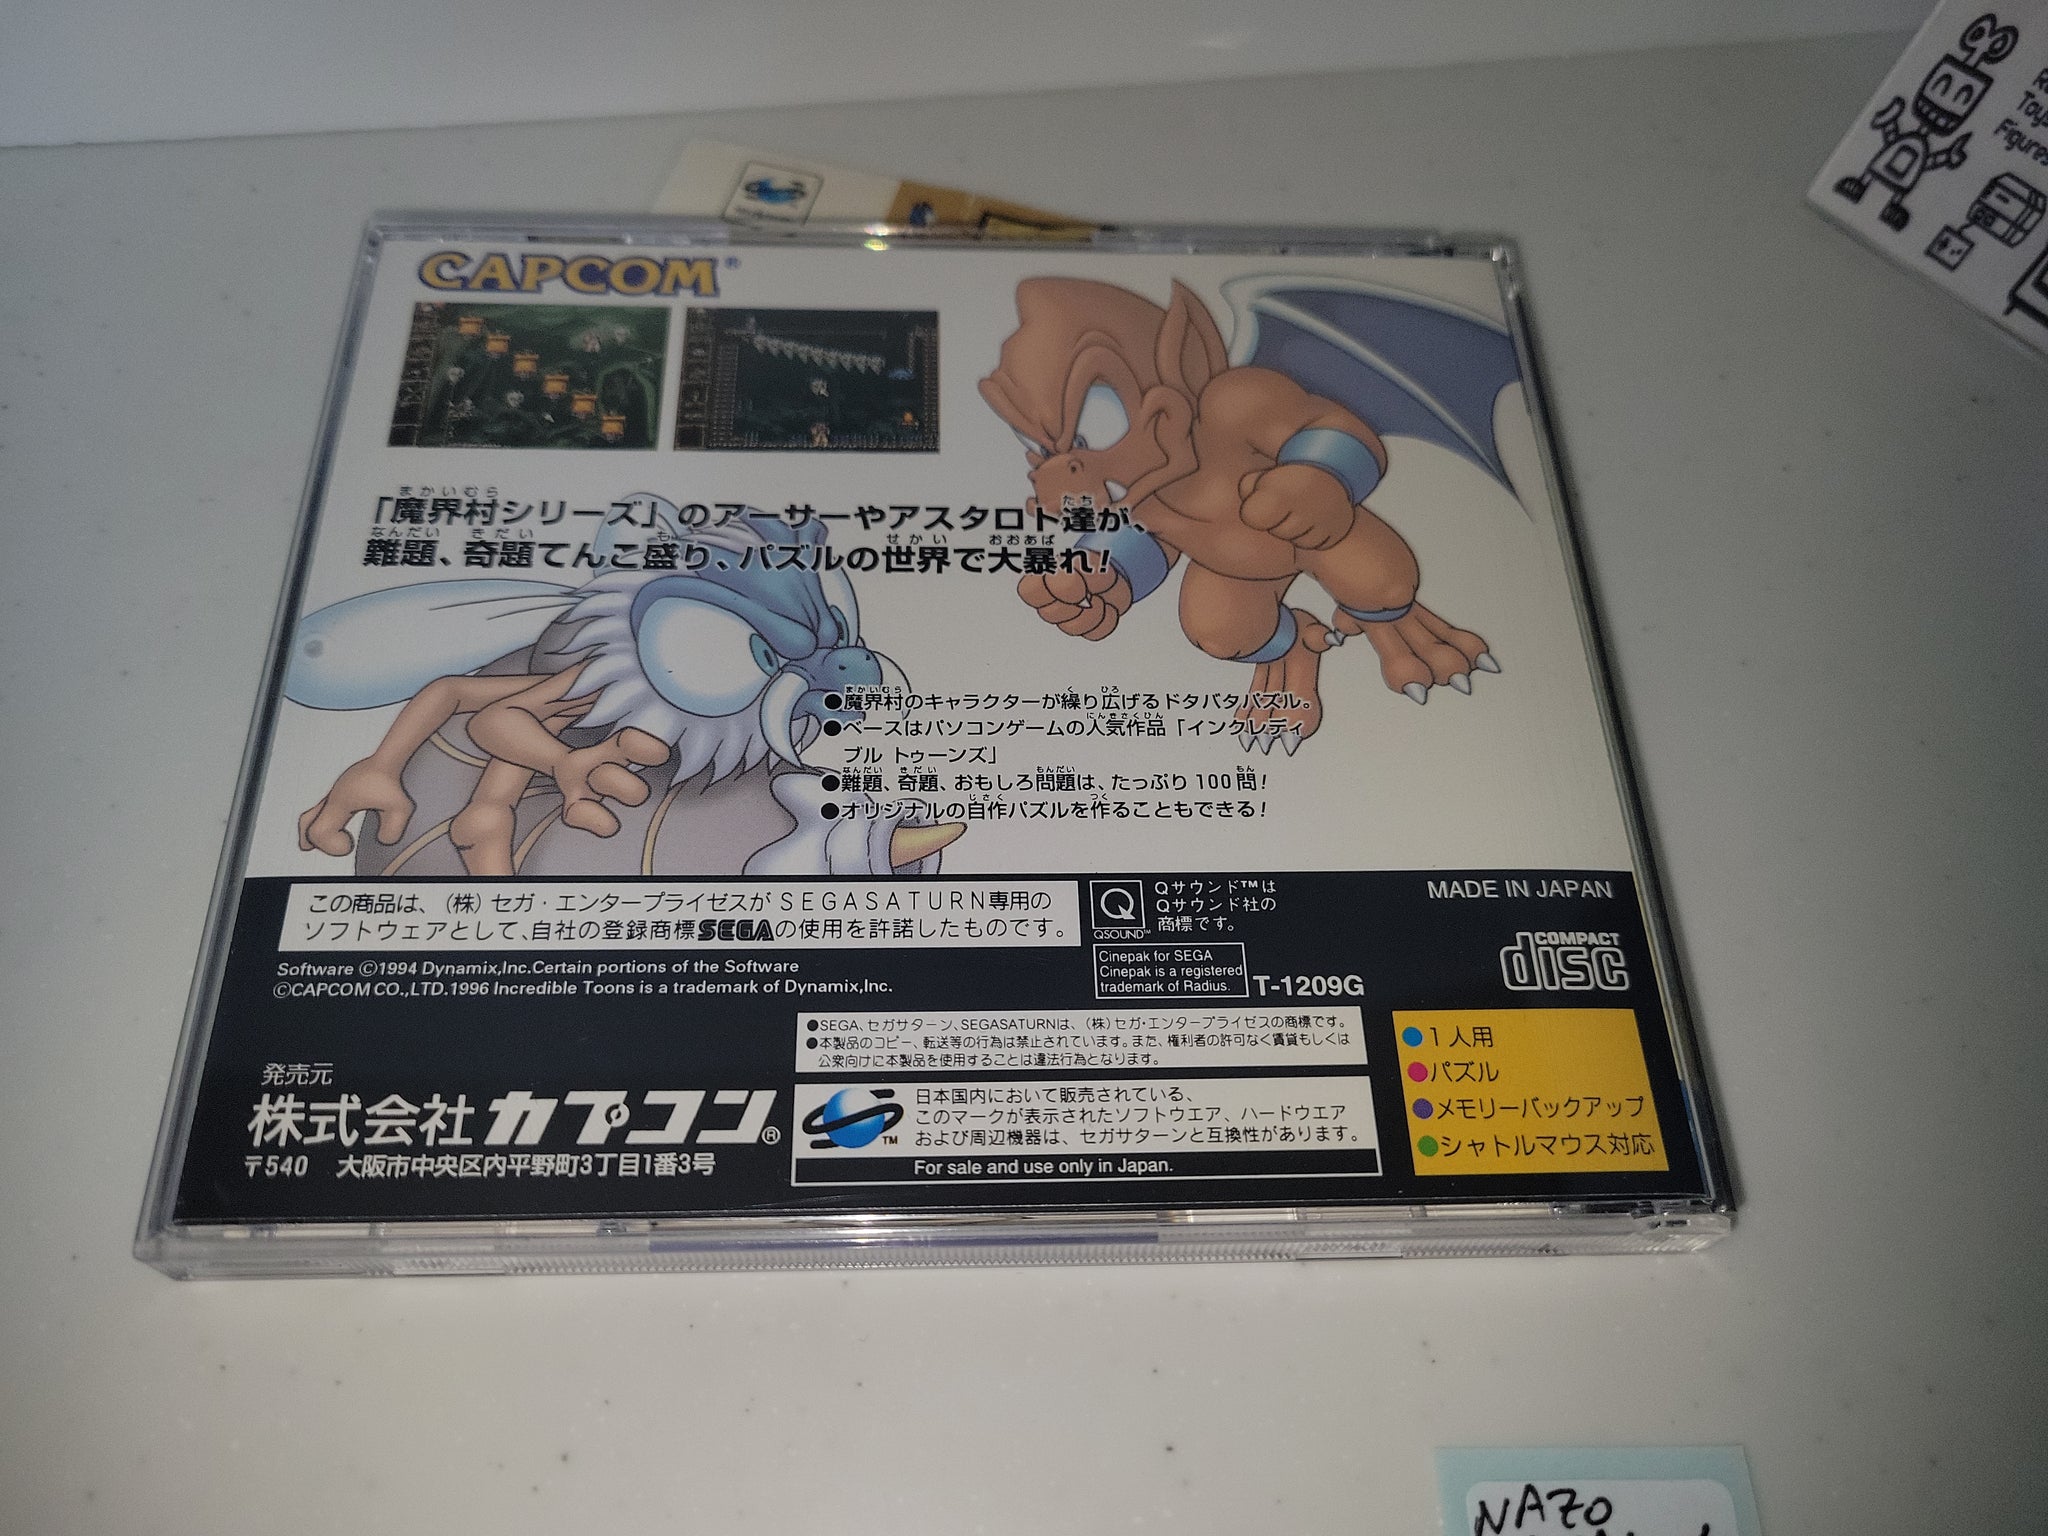 CAPCOM®
「魔界村シリーズ」のアーサーやアスタロト達が、
難題、奇題てんこ盛り、パズルの世界で大暴れ!
●魔界村のキャラクターが繰り広げるドタバタパズル。
●ベースはパソコンゲームの人気作品「インクレディ
ブル トゥーンズ」
●難題、奇題、おもしろ問題は、たっぷり100問!
●オリジナルの自作パズルを作ることもできる!
この商品は、(株)セガ・エンタープライゼスがSEGASATURN専用の
ソフトウェアとして、自社の登録商標SEGAの使用を許諾したものです。
Software ©1994 Dynamix,Inc.Certain portions of the Software
©CAPCOM CO.,LTD.1996 Incredible Toons is a trademark of Dynamix,Inc.
Q
QSOUND™
Qサウンド™は
Qサウンド社の
商標です。
Cinepak for SEGA
Cinepak is a registered
trademark of Radius.
T-1209G
MADE IN JAPAN
COMPACT
disc
●SEGA、セガサターン、SEGASATURNは、(株)セガ・エンタープライゼスの商標です。
●本製品のコピー、転送等の行為は禁止されています。また、権利者の許可なく賃貸もしくは
公衆向けに本製品を使用することは違法行為となります。
発売元
株式会社カプコン®
〒540 大阪市中央区内平野町3丁目1番3号
TM
日本国内において販売されている、
このマークが表示されたソフトウエア、ハードウエア
および周辺機器は、セガサターンと互換性があります。
For sale and use only in Japan.
●1人用
●パズル
●メモリーバックアップ
●シャトルマウス対応
Figures
NAZO